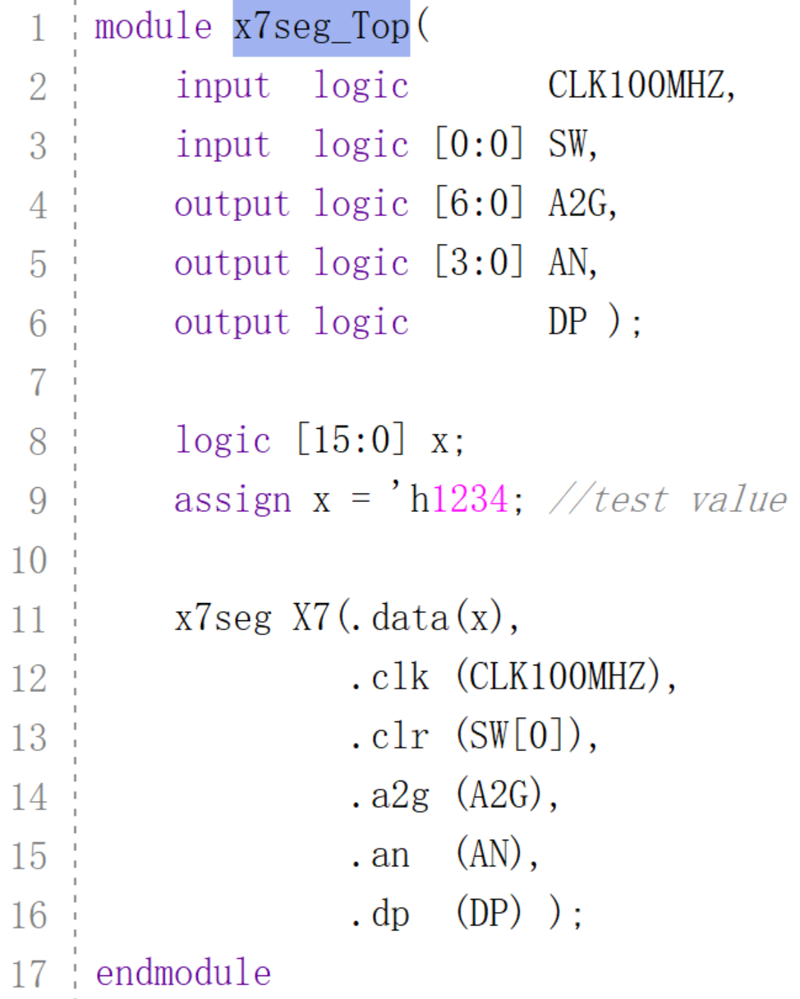 1 module x7seg_Top(
2 input logic CLK100MHZ,
3 input logic [0:0] SW,
4 output logic [6:0] A2G,
5 output logic [3:0] AN,
6 output logic DP );
7
8 logic [15:0] x;
9 assign x = 'h1234; //test value
10
11 x7seg X7(.data(x),
12 .clk (CLK100MHZ),
13 .clr (SW[0]),
14 .a2g (A2G),
15 .an (AN),
16 .dp (DP) );
17 endmodule